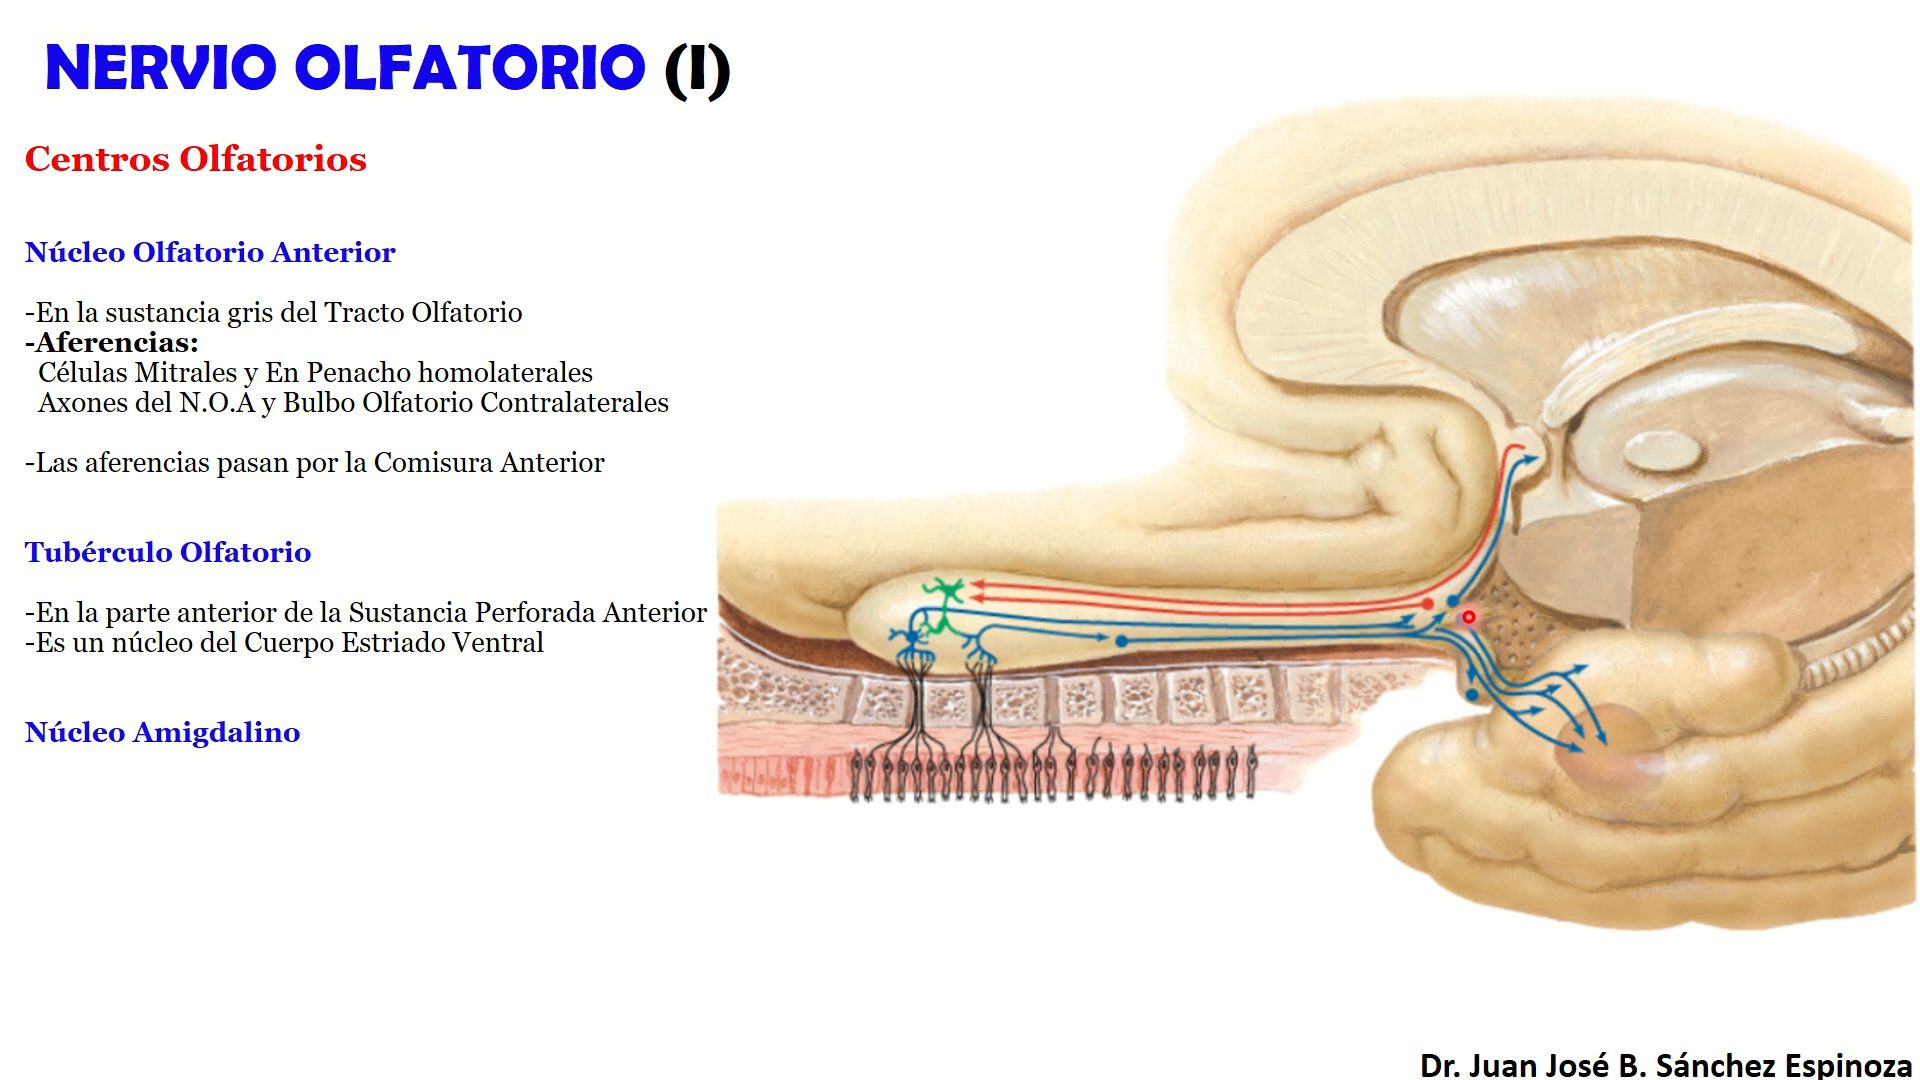 NERVIO OLFATORIO (I)
Centros Olfatorios
Núcleo Olfatorio Anterior
-En la sustancia gris del Tracto Olfatorio
-Aferencias:
Células Mitrales y En Penacho homolaterales
Axones del N.O.A y Bulbo Olfatorio Contralaterales
-Las aferencias pasan por la Comisura Anterior
Tubérculo Olfatorio
-En la parte anterior de la Sustancia Perforada Anterior
-Es un núcleo del Cuerpo Estriado Ventral
Núcleo Amigdalino
Dr. Juan José B. Sánchez Espinoza